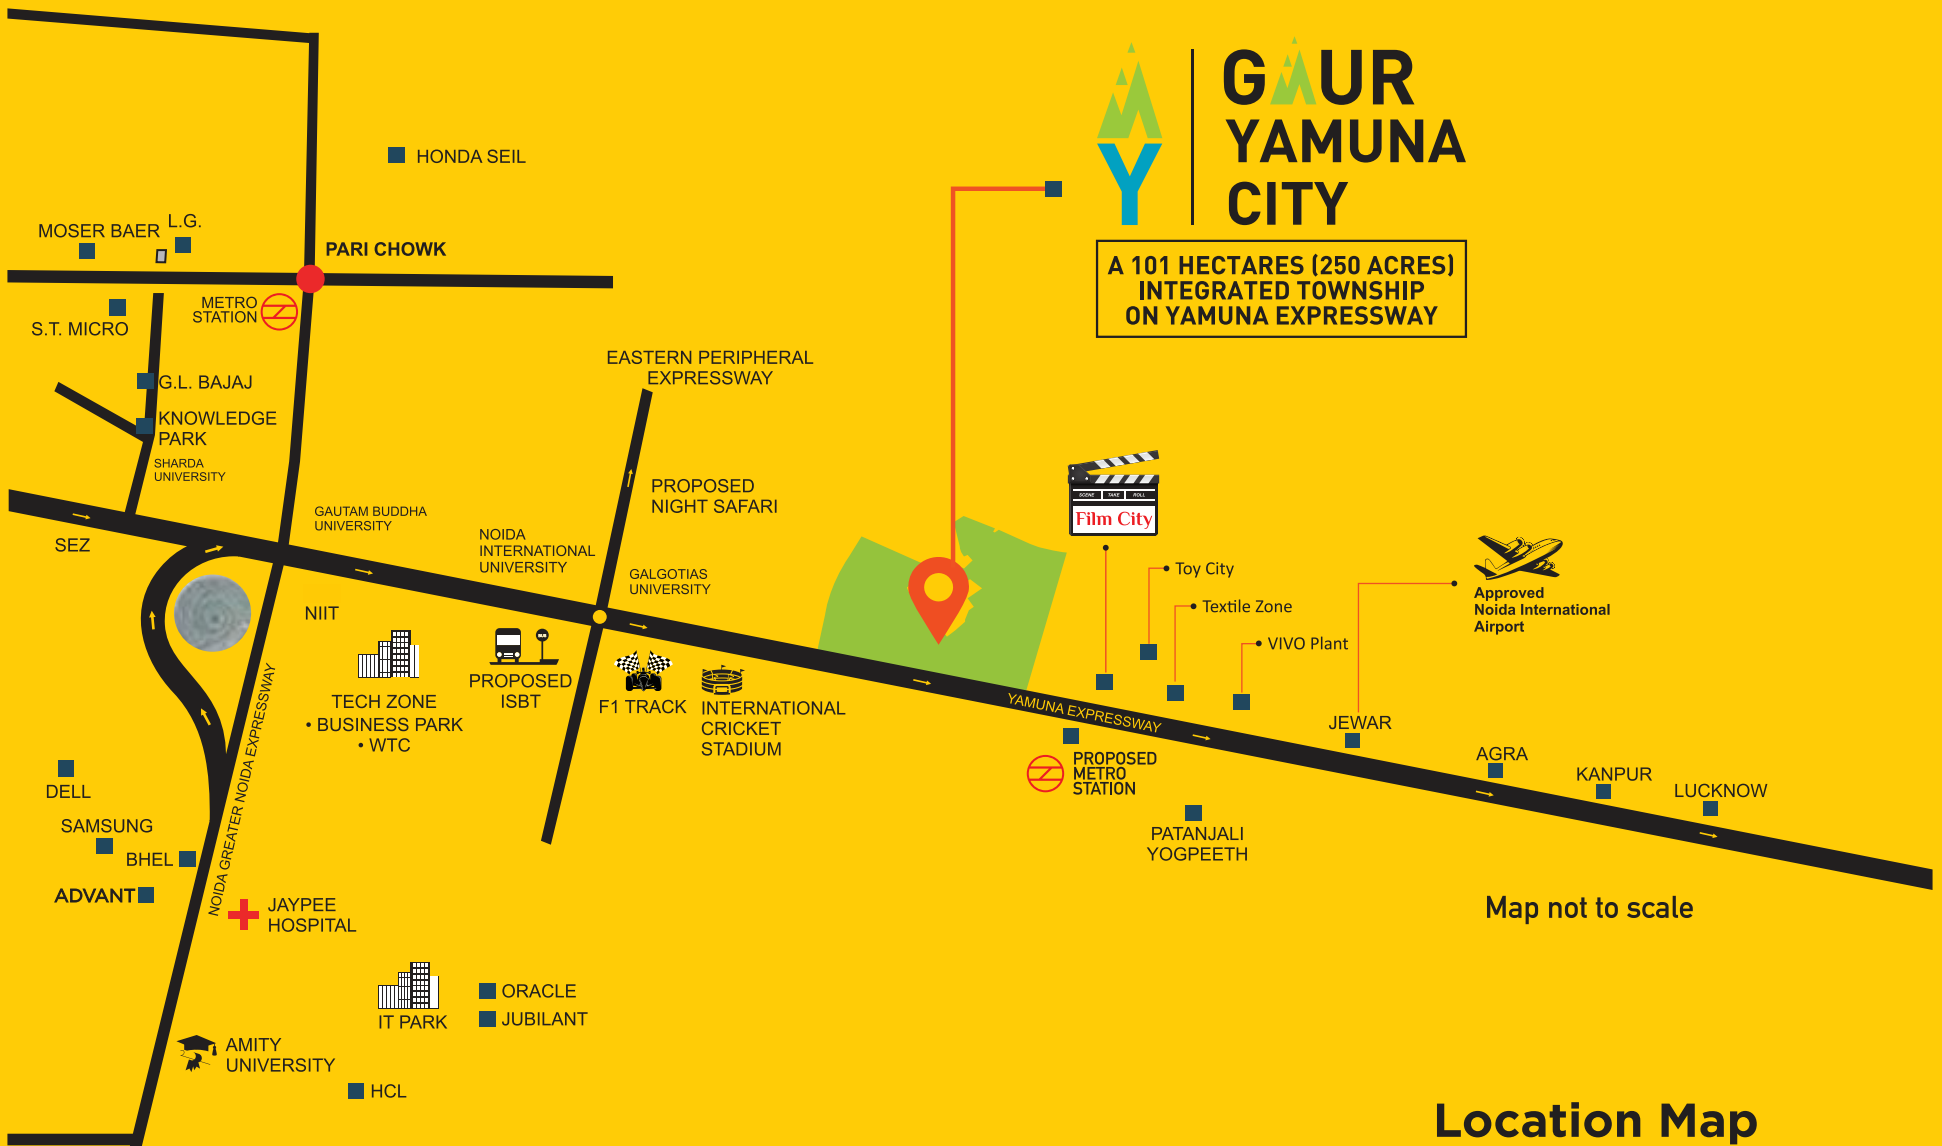 GAUR
YAMUNA
CITY
A 101 HECTARES (250 ACRES)
INTEGRATED TOWNSHIP
ON YAMUNA EXPRESSWAY
HONDA SEIL
MOSER BAER
L.G.
PARI CHOWK
METRO
STATION
S.T. MICRO
G.L. BAJAJ
KNOWLEDGE
PARK
SHARDA
UNIVERSITY
EASTERN PERIPHERAL
EXPRESSWAY
PROPOSED
NIGHT SAFARI
SEZ
GAUTAM BUDDHA
UNIVERSITY
NOIDA
INTERNATIONAL
UNIVERSITY
GALGOTIAS
UNIVERSITY
SCENE TAKE ROLL
Film City
Toy City
Textile Zone
VIVO Plant
Approved
Noida International
Airport
NIIT
TECH ZONE
• BUSINESS PARK
• WTC
BUS
PROPOSED
ISBT
F1 TRACK
INTERNATIONAL
CRICKET
STADIUM
YAMUNA EXPRESSWAY
JEWAR
AGRA
KANPUR
LUCKNOW
PROPOSED
METRO
STATION
PATANJALI
YOGPEETH
NOIDA GREATER NOIDA EXPRESSWAY
DELL
SAMSUNG
BHEL
ADVANT
JAYPEE
HOSPITAL
Map not to scale
IT PARK
ORACLE
JUBILANT
AMITY
UNIVERSITY
HCL
Location Map